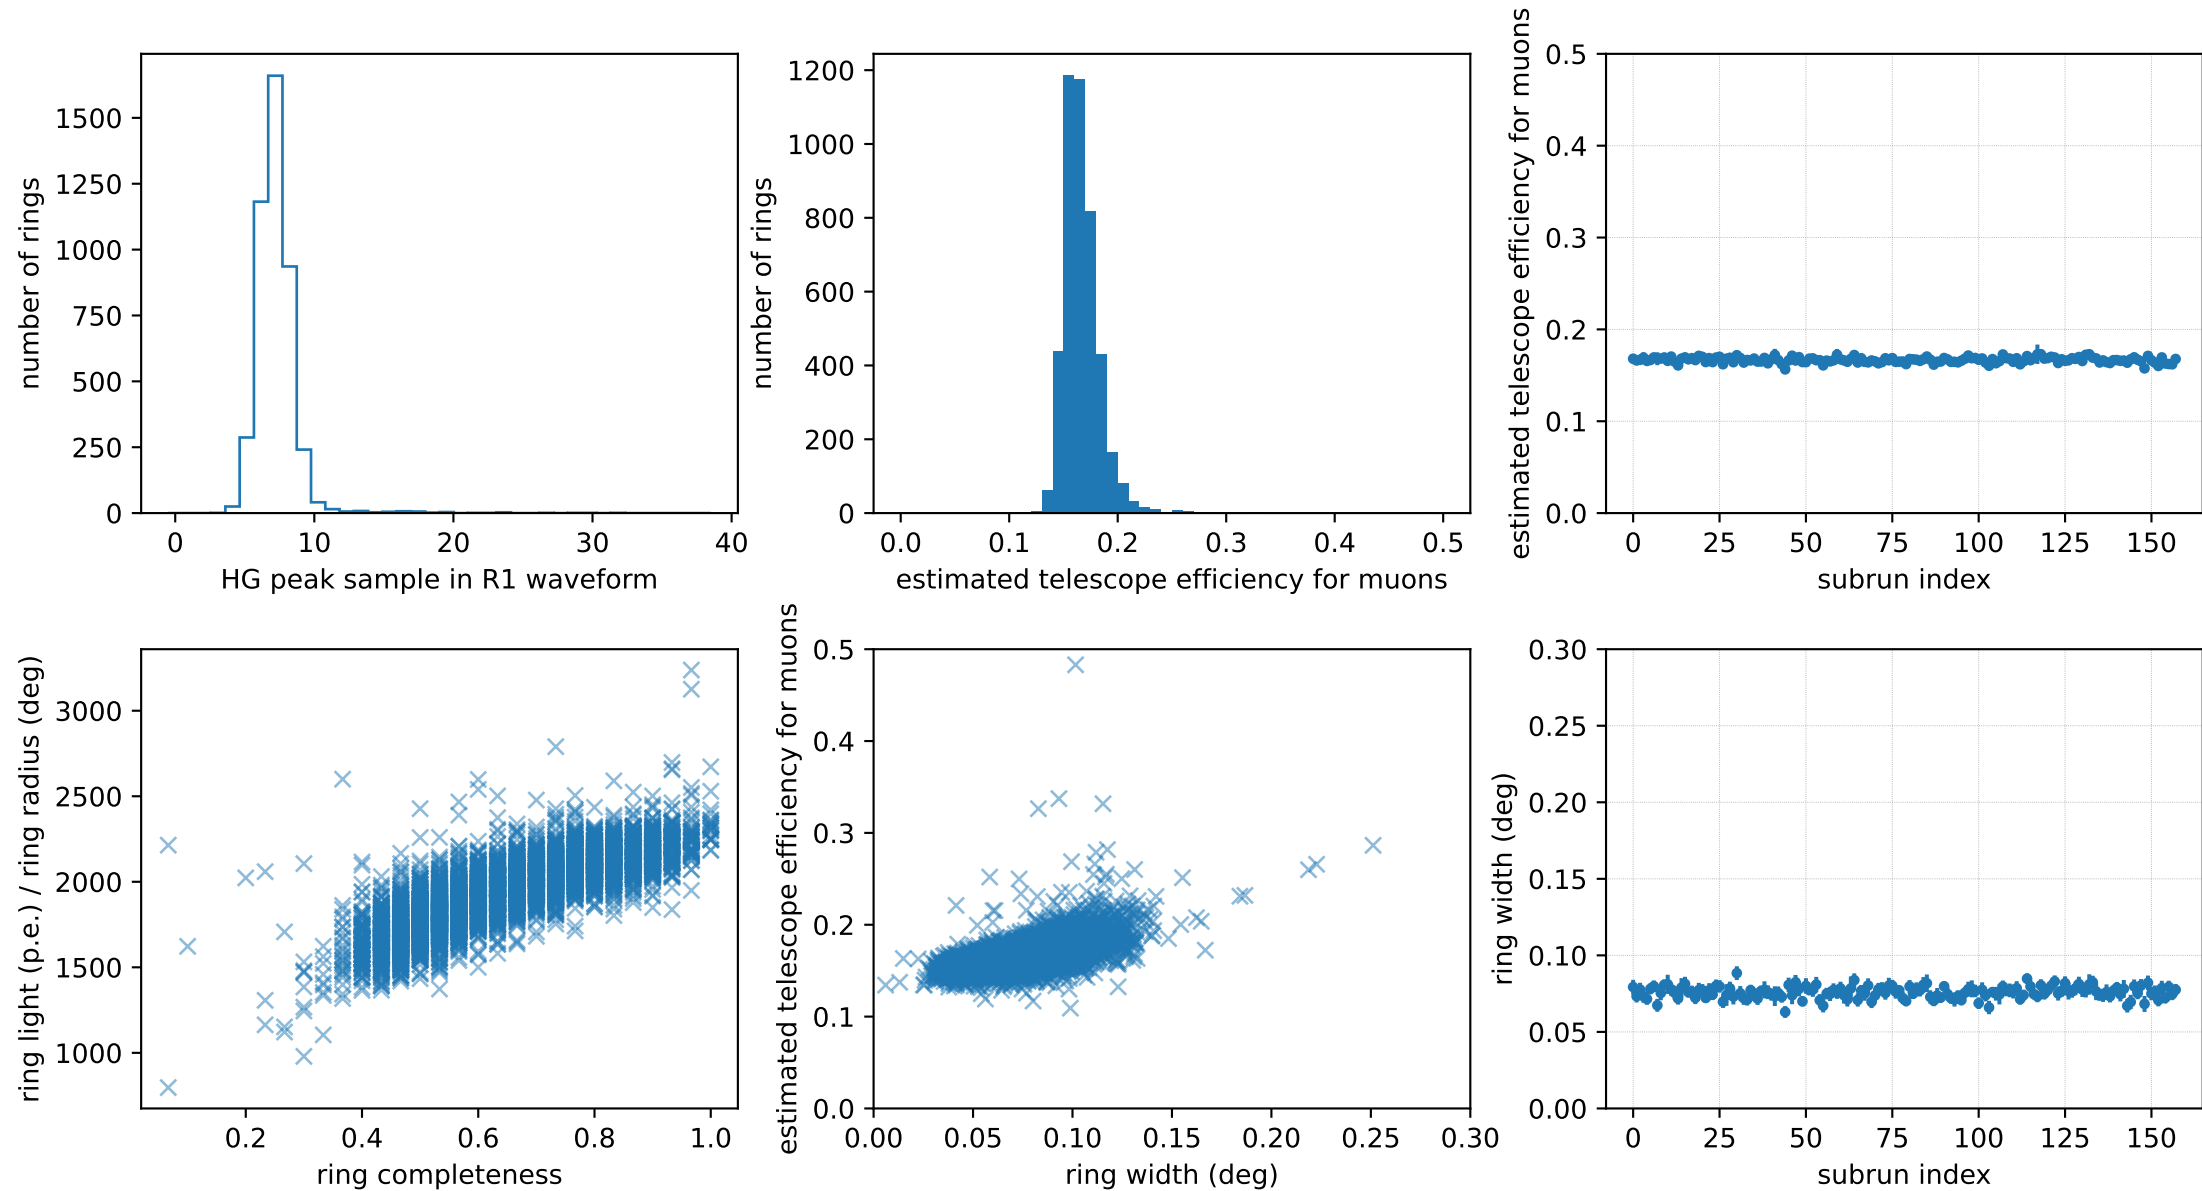 number of rings
1500
1250
1000
750
500
250
0
0 10 20 30 40
HG peak sample in R1 waveform
number of rings
1200
1000
800
600
400
200
0
0.0 0.1 0.2 0.3 0.4 0.5
estimated telescope efficiency for muons
estimated telescope efficiency for muons
0.5
0.4
0.3
0.2
0.1
0.0
0 25 50 75 100 125 150
subrun index
ring light (p.e.) / ring radius (deg)
3000
2500
2000
1500
1000
0.2 0.4 0.6 0.8 1.0
ring completeness
estimated telescope efficiency for muons
0.5
0.4
0.3
0.2
0.1
0.0
0.00 0.05 0.10 0.15 0.20 0.25 0.30
ring width (deg)
ring width (deg)
0.30
0.25
0.20
0.15
0.10
0.05
0.00
0 25 50 75 100 125 150
subrun index